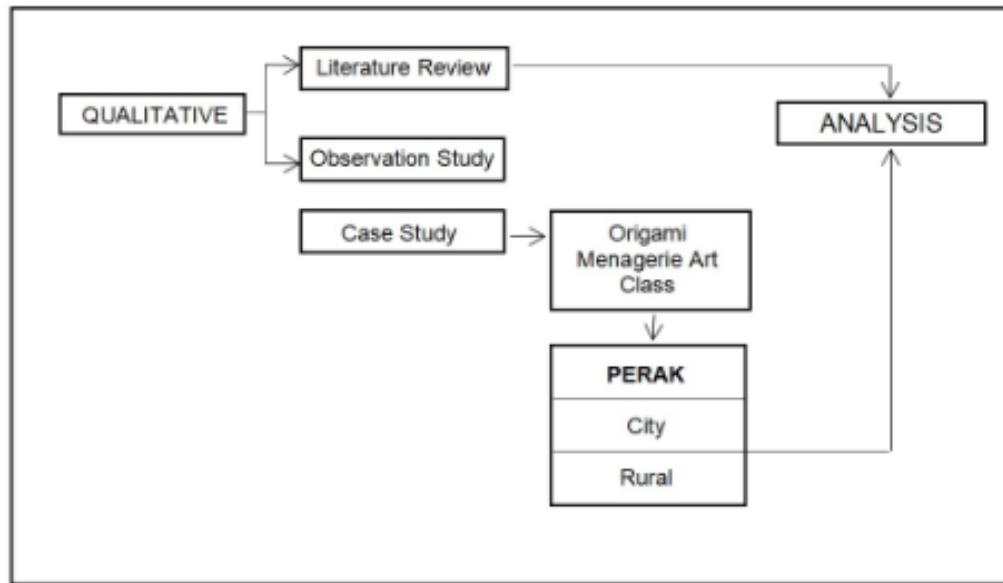 Literature Review
QUALITATIVE
ANALYSIS
Observation Study
Case Study
Origami
Menagerie Art
Class
PERAK
City
Rural